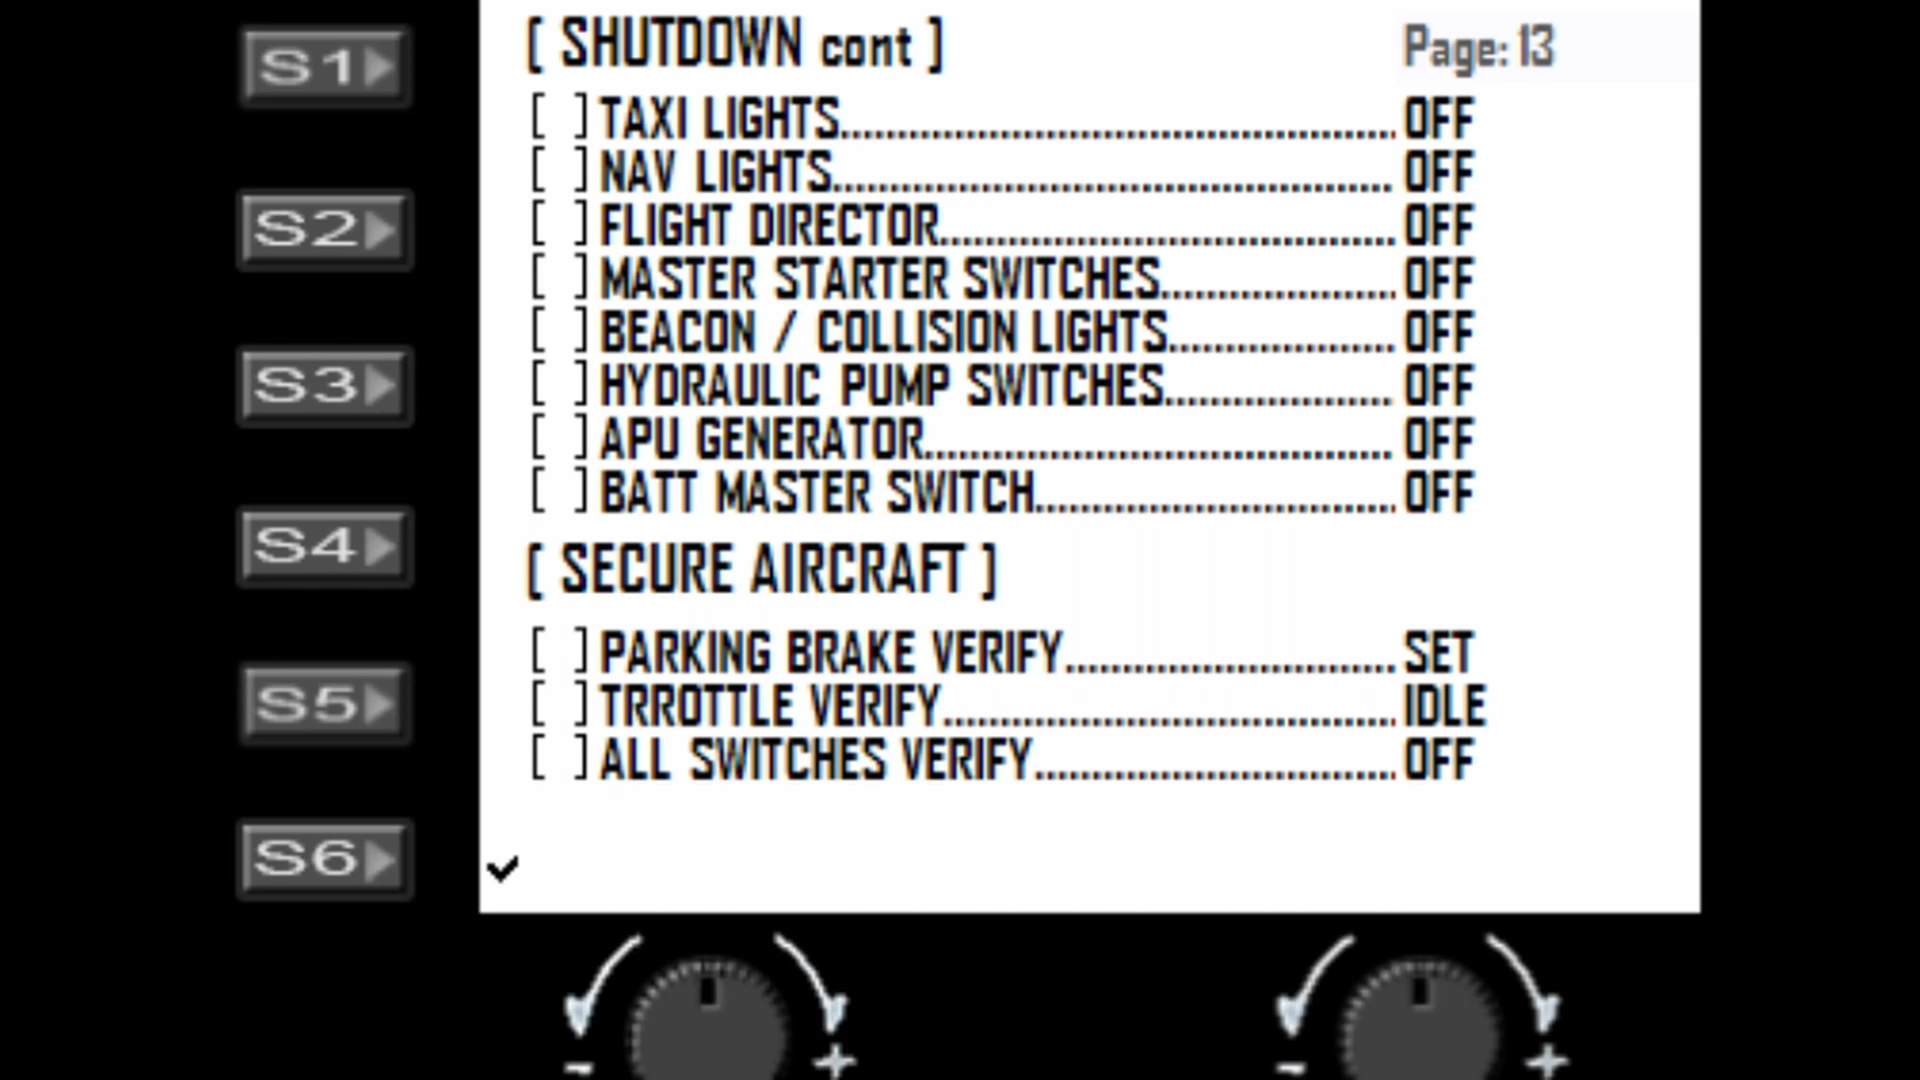 [ SHUTDOWN cont ] Page: 13
[ ] TAXI LIGHTS OFF
[ ] NAV LIGHTS OFF
[ ] FLIGHT DIRECTOR OFF
[ ] MASTER STARTER SWITCHES OFF
[ ] BEACON / COLLISION LIGHTS OFF
[ ] HYDRAULIC PUMP SWITCHES OFF
[ ] APU GENERATOR OFF
[ ] BATT MASTER SWITCH OFF
[ SECURE AIRCRAFT ]
[ ] PARKING BRAKE VERIFY SET
[ ] TRROTTLE VERIFY IDLE
[ ] ALL SWITCHES VERIFY OFF
S1
S2
S3
S4
S5
S6
- +
- +